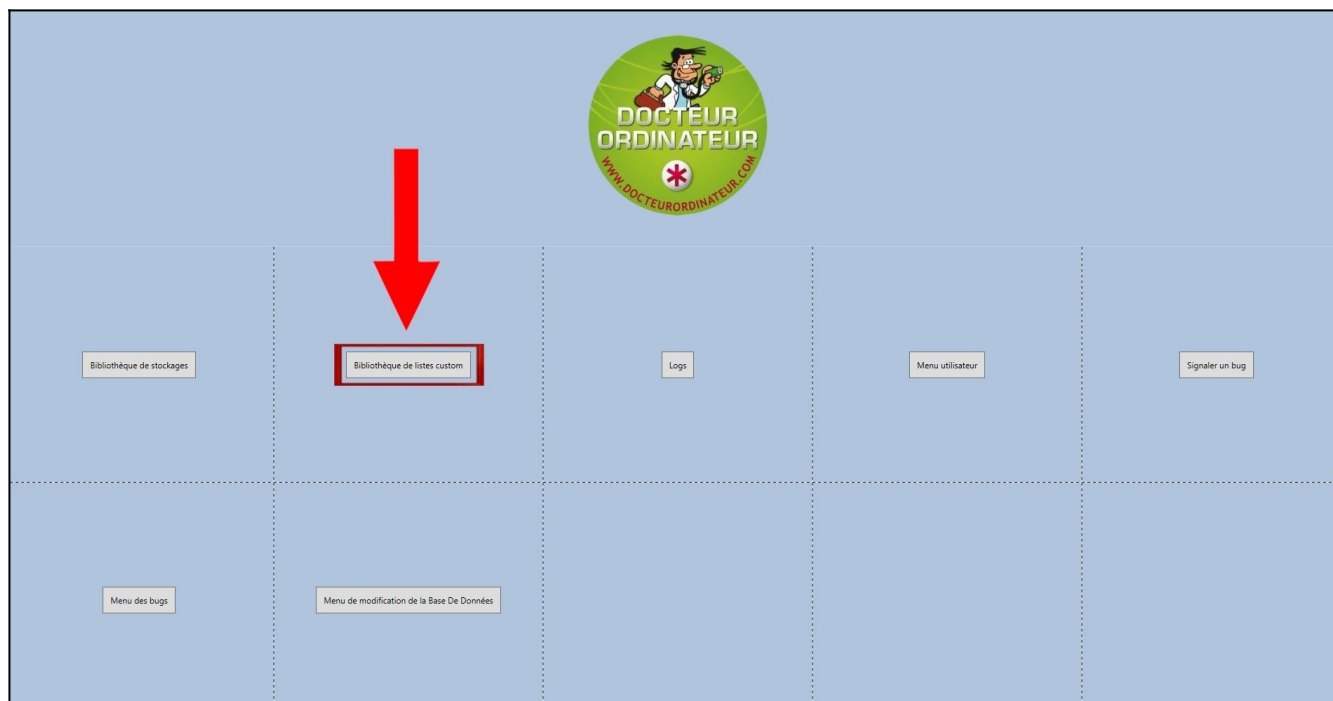 DOCTEUR
ORDINATEUR
WWW.DOCTEURORDINATEUR.COM
Bibliothèque de stockages
Bibliothèque de listes custom
Logs
Menu utilisateur
Signaler un bug
Menu des bugs
Menu de modification de la Base De Données